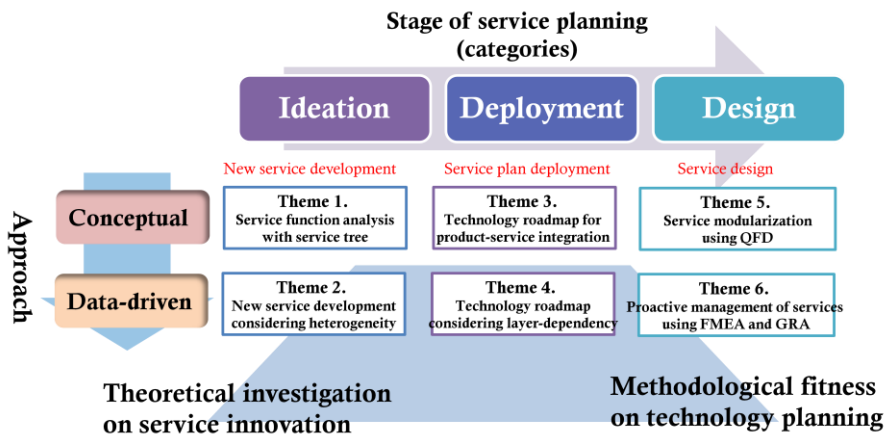 Stage of service planning
(categories)
Ideation
Deployment
Design
New service development
Service plan deployment
Service design
Approach
Conceptual
Theme 1.
Service function analysis
with service tree
Theme 3.
Technology roadmap for
product-service integration
Theme 5.
Service modularization
using QFD
Data-driven
Theme 2.
New service development
considering heterogeneity
Theme 4.
Technology roadmap
considering layer-dependency
Theme 6.
Proactive management of services
using FMEA and GRA
Theoretical investigation
on service innovation
Methodological fitness
on technology planning